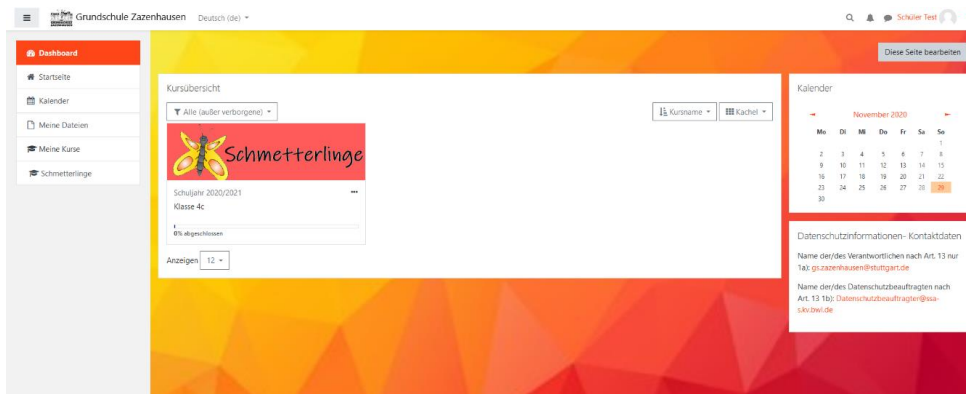 Grundschule Zazenhausen Deutsch (de)
Schüler Test
Dashboard
Startseite
Kalender
Meine Dateien
Meine Kurse
Schmetterlinge
Diese Seite bearbeiten
Kursübersicht
Alle (außer verborgene)
Kursname
Kachel
Schmetterlinge
Schuljahr 2020/2021
Klasse 4c
0% abgeschlossen
Anzeigen 12
Kalender
November 2020
Mo Di Mi Do Fr Sa So
1
2 3 4 5 6 7 8
9 10 11 12 13 14 15
16 17 18 19 20 21 22
23 24 25 26 27 28 29
30
Datenschutzinformationen- Kontaktdaten
Name der/des Verantwortlichen nach Art. 13 nur
1a): gs.zazenhausen@stuttgart.de
Name der/des Datenschutzbeauftragten nach
Art. 13 1b): Datenschutzbeauftragter@ssa-
s.kv.bwl.de